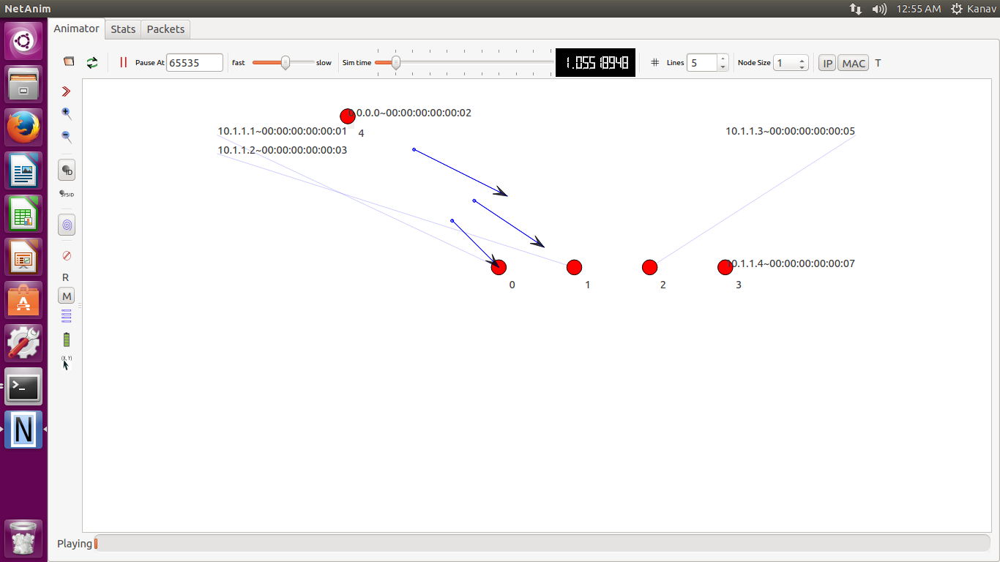 NetAnim
12:55 AM Kanav
Animator Stats Packets
Pause At 65535 fast slow Sim time 1.05518948 # Lines 5 Node Size 1 IP MAC T
0.0.0.0~00:00:00:00:00:02
10.1.1.1~00:00:00:00:00:01
4
10.1.1.3~00:00:00:00:00:05
10.1.1.2~00:00:00:00:00:03
ID
SYSID
R
M
(X, Y)
10.1.1.4~00:00:00:00:00:07
0 1 2 3
Playing